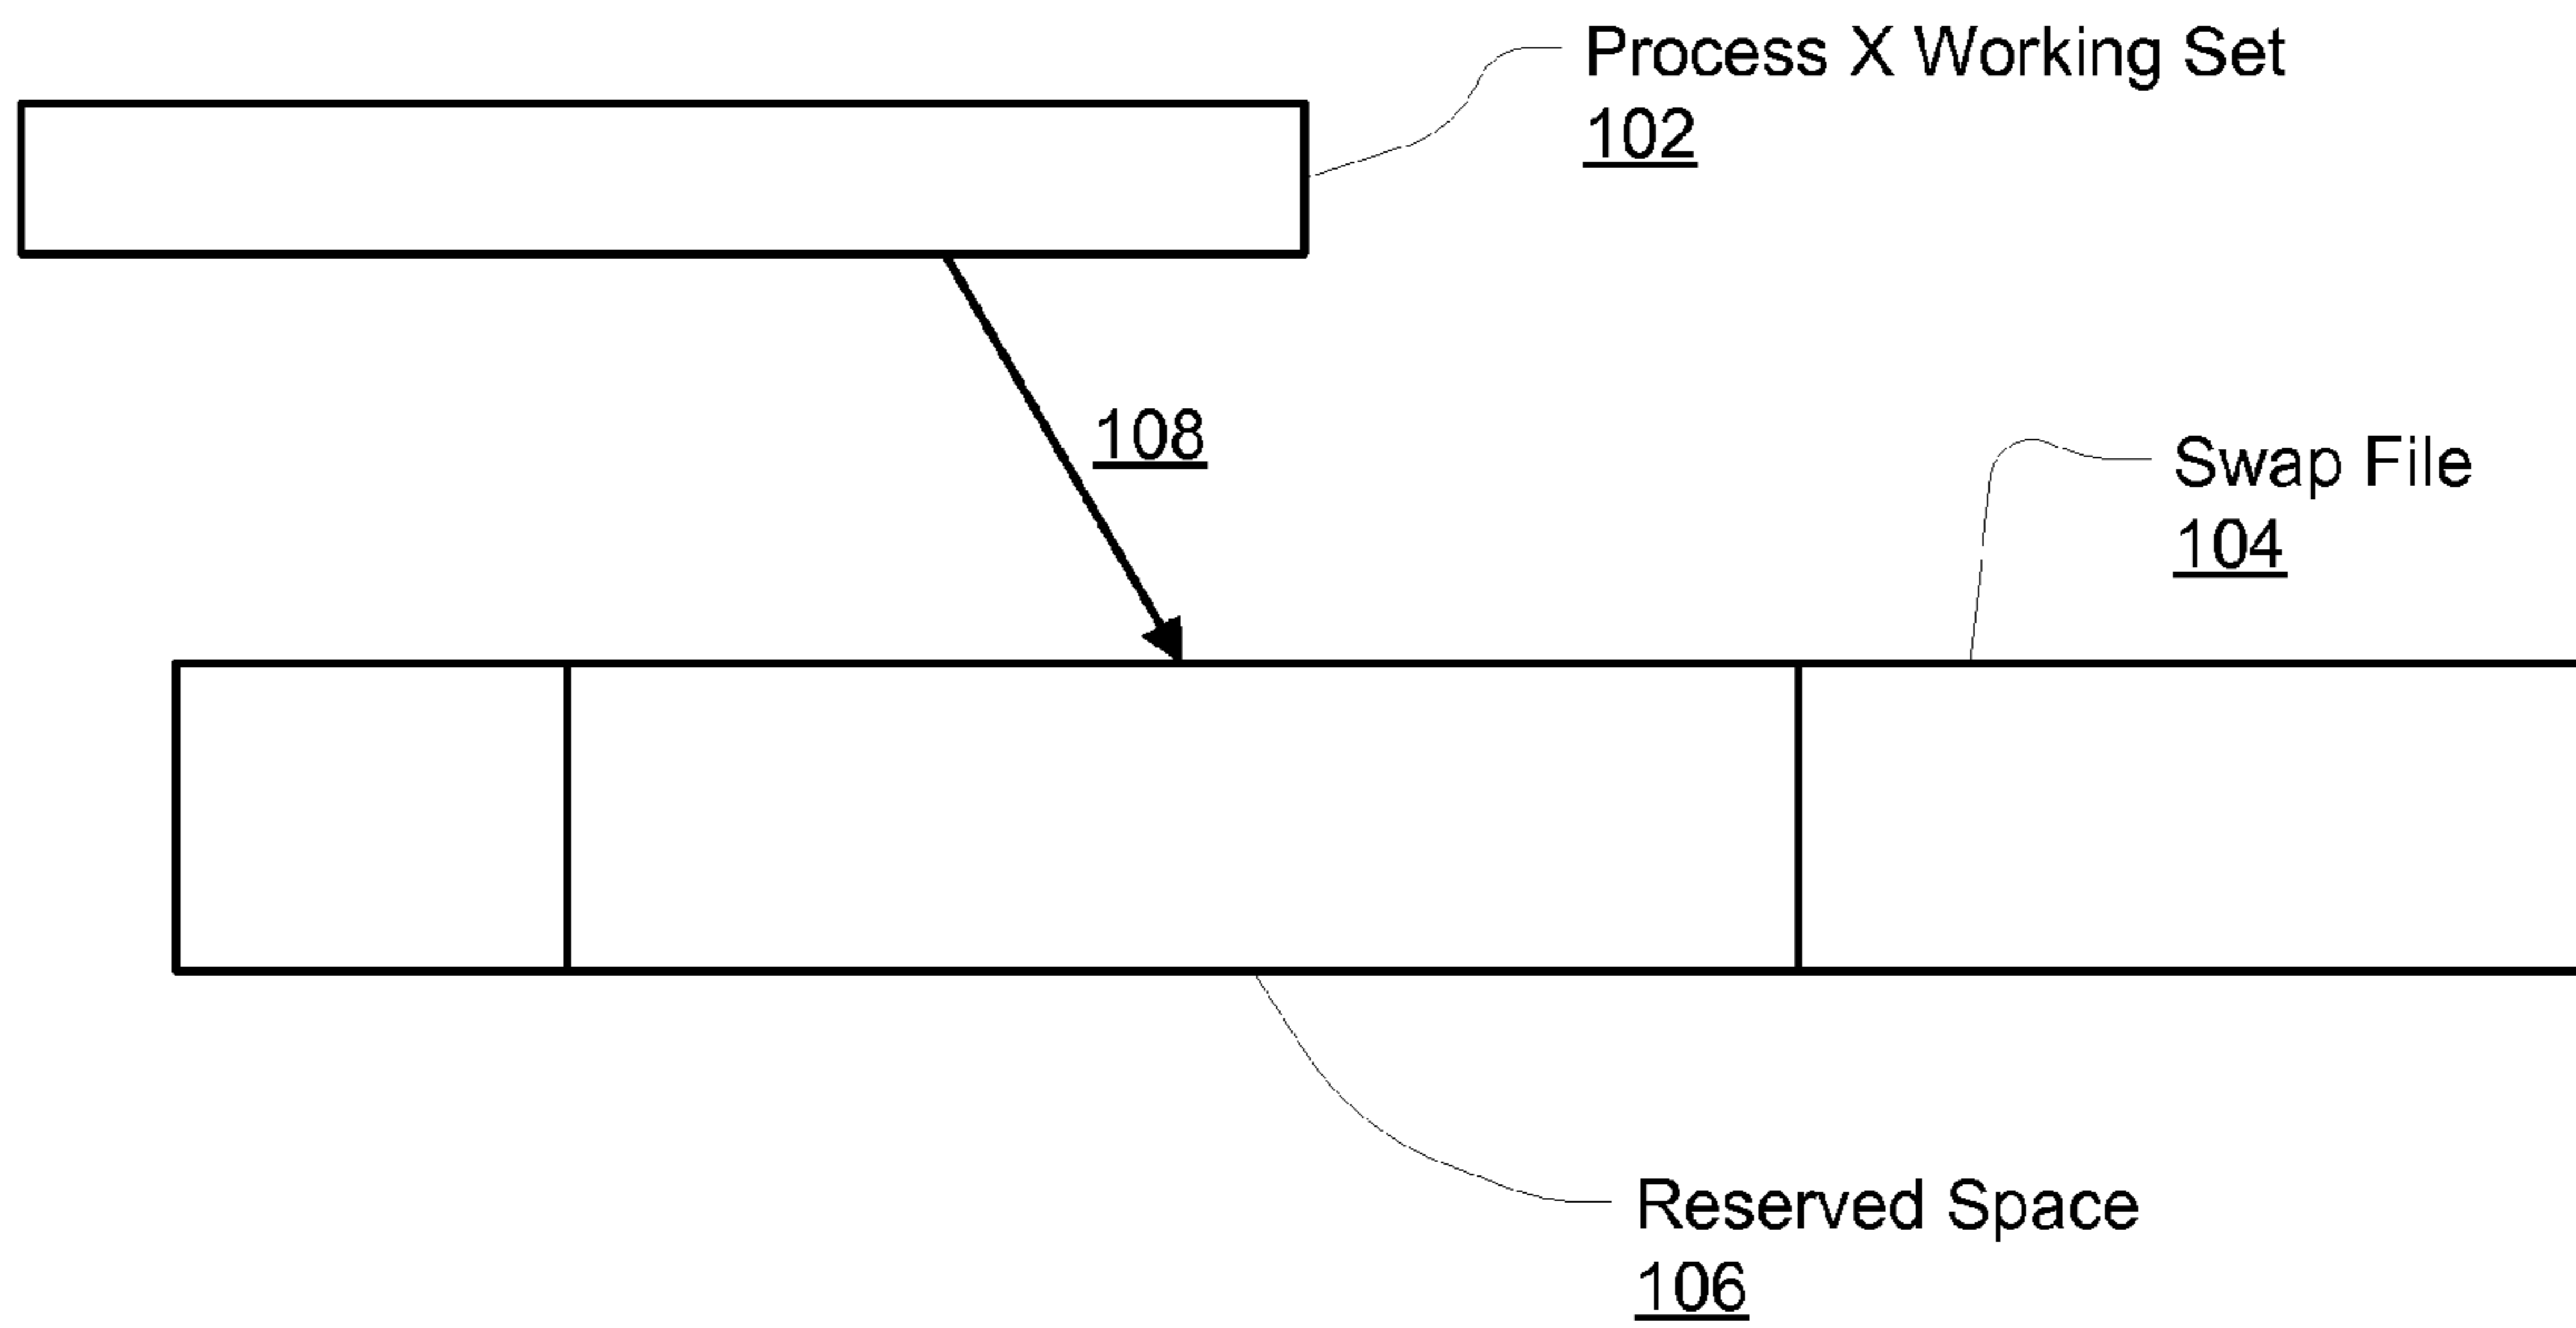 Process X Working Set
102
108
Swap File
104
Reserved Space
106